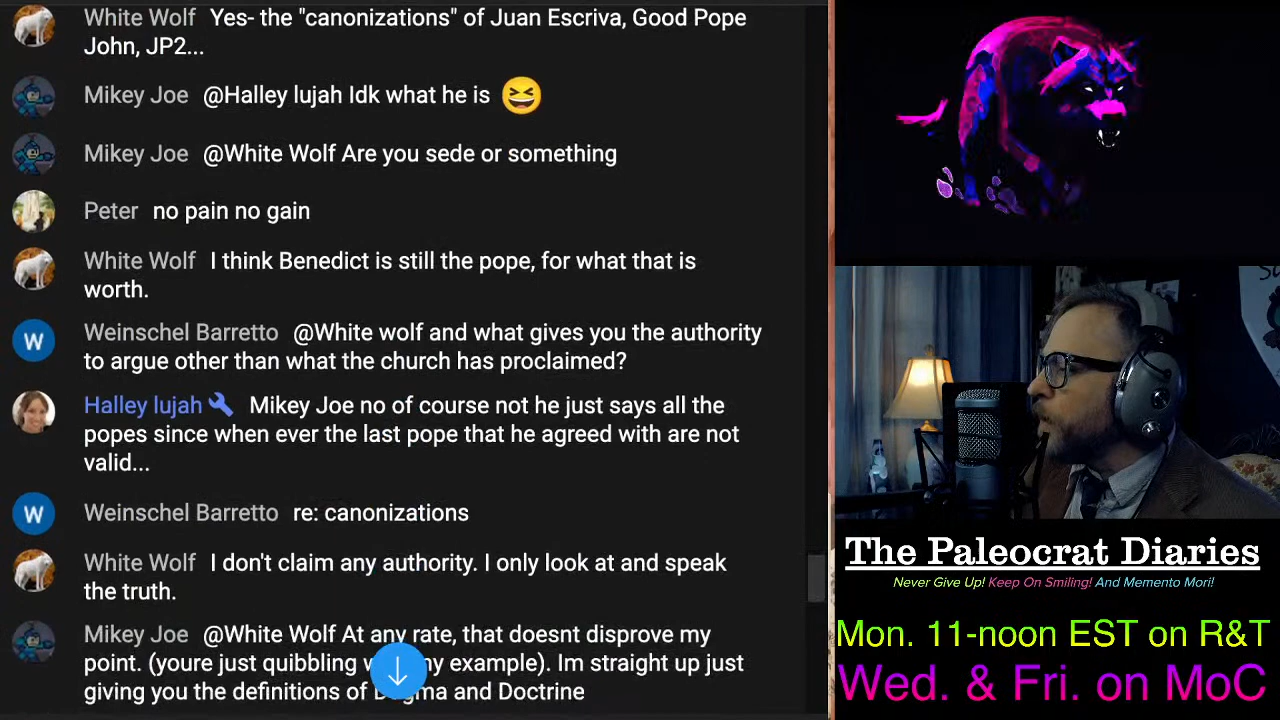 White Wolf Yes- the "canonizations" of Juan Escriva, Good Pope
John, JP2...
Mikey Joe @Halley lujah Idk what he is 😆
Mikey Joe @White Wolf Are you sede or something
Peter no pain no gain
White Wolf I think Benedict is still the pope, for what that is
worth.
W
Weinschel Barretto @White wolf and what gives you the authority
to argue other than what the church has proclaimed?
Halley lujah Mikey Joe no of course not he just says all the
popes since when ever the last pope that he agreed with are not
valid...
W
Weinschel Barretto re: canonizations
White Wolf I don't claim any authority. I only look at and speak
the truth.
Mikey Joe @White Wolf At any rate, that doesnt disprove my
point. (youre just quibbling example). Im straight up just
giving you the definitions of and Doctrine
The Paleocrat Diaries
Never Give Up! Keep On Smiling! And Memento Mori!
Mon. 11-noon EST on R&T
Wed. & Fri. on MoC